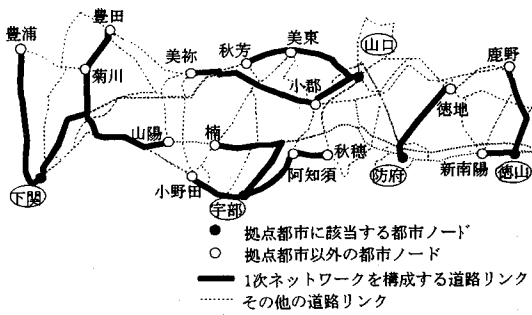 豊浦
豊田
菊川
美祢
秋芳
美東
山口
小郡
鹿野
徳地
山陽
楠
秋穂
阿知須
小野田
宇部
下関
防府
新南陽
徳山
拠点都市に該当する都市ノード
拠点都市以外の都市ノード
1次ネットワークを構成する道路リンク
その他の道路リンク